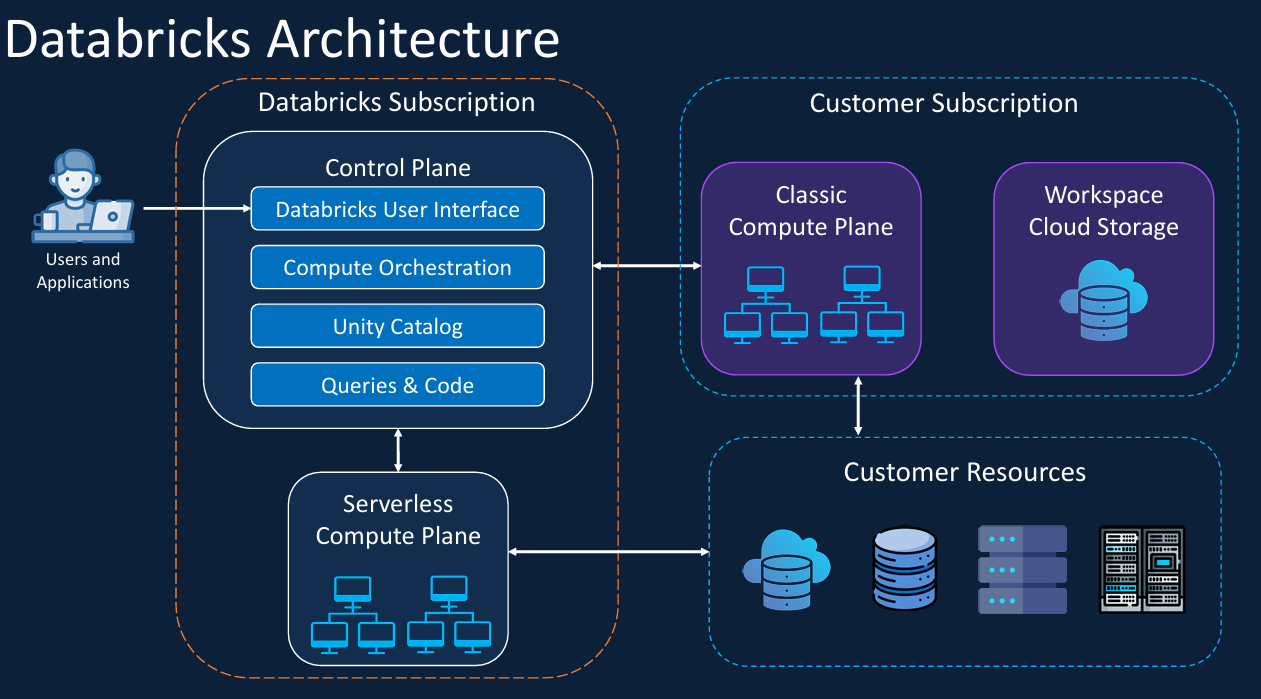 Databricks Architecture
Databricks Subscription
Control Plane
Databricks User Interface
Compute Orchestration
Unity Catalog
Queries & Code
Users and
Applications
Serverless
Compute Plane
Customer Subscription
Classic
Compute Plane
Workspace
Cloud Storage
Customer Resources